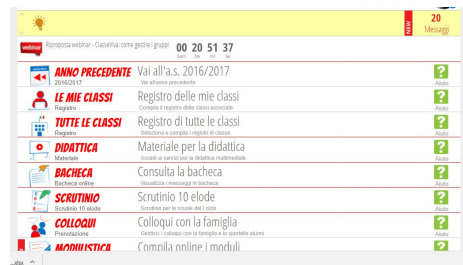 NEW
20
Messaggi
webinar Riproposta webinar - ClasseViva: come gestire i gruppi 00 20 51 37
ANNO PRECEDENTE Vai all'a.s. 2016/2017
2016/2017 Vai all'anno precedente Aiuto
LE MIE CLASSI Registro delle mie classi
Registro Compila il registro delle classi associate Aiuto
TUTTE LE CLASSI Registro di tutte le classi
Registro Seleziona e compila i registri di classe Aiuto
DIDATTICA Materiale per la didattica
Materiale Accedi ai servizi per la didattica multimediale Aiuto
BACHECA Consulta la bacheca
Bacheca online Visualizza i messaggi in bacheca Aiuto
SCRUTINIO Scrutinio 10 elode
Scrutinio 10 elode Scrutinio per le scuole del I ciclo Aiuto
COLLOQUI Colloqui con la famiglia
Prenotazione Gestisci i colloqui con la famiglia e lo sportello alunni Aiuto
MODULISTICA Compila online i moduli
.xlsx